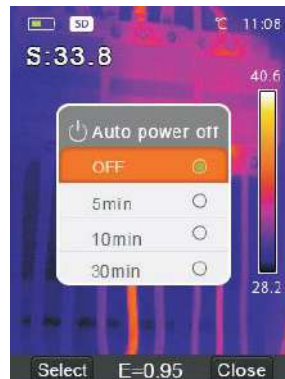 SD °C 11:08
S:33.8
40.6
Auto power off
OFF
5min
10min
30min
28.2
Select E=0.95 Close